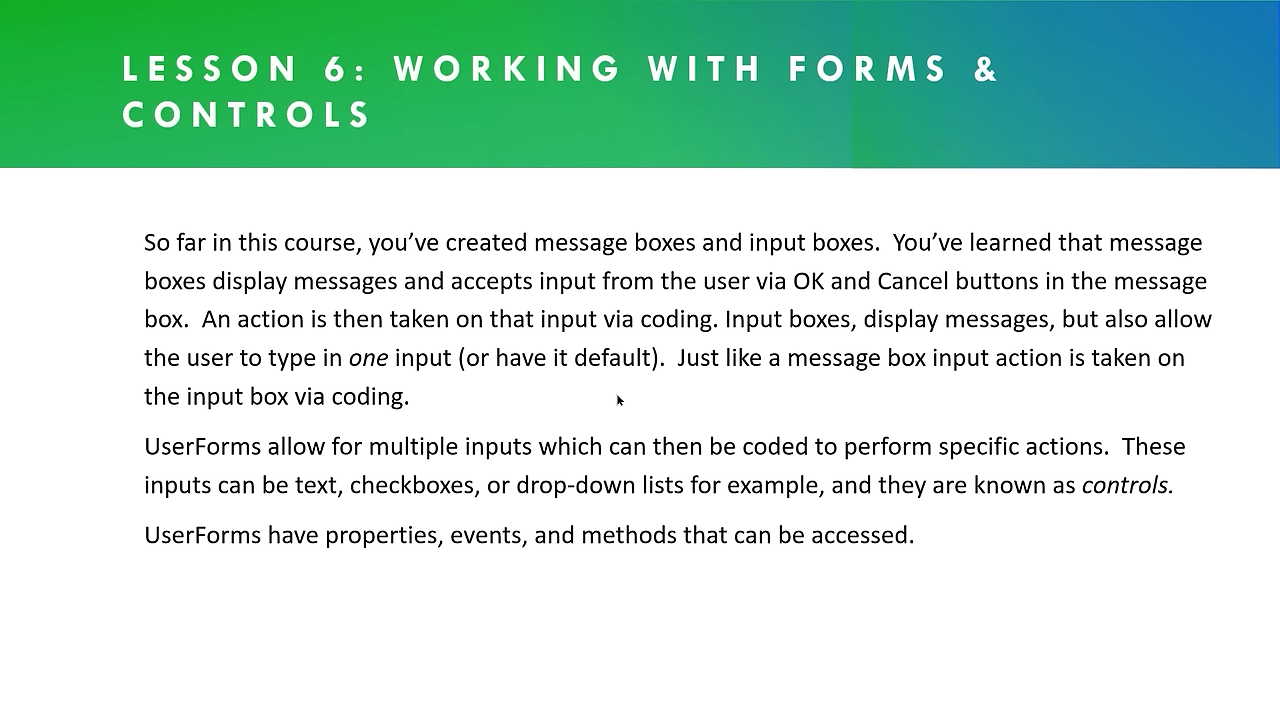 LESSON 6: WORKING WITH FORMS &
CONTROLS
So far in this course, you’ve created message boxes and input boxes.  You’ve learned that message
boxes display messages and accepts input from the user via OK and Cancel buttons in the message
box.  An action is then taken on that input via coding. Input boxes, display messages, but also allow
the user to type in one input (or have it default).  Just like a message box input action is taken on
the input box via coding.
UserForms allow for multiple inputs which can then be coded to perform specific actions.  These
inputs can be text, checkboxes, or drop-down lists for example, and they are known as controls.
UserForms have properties, events, and methods that can be accessed.